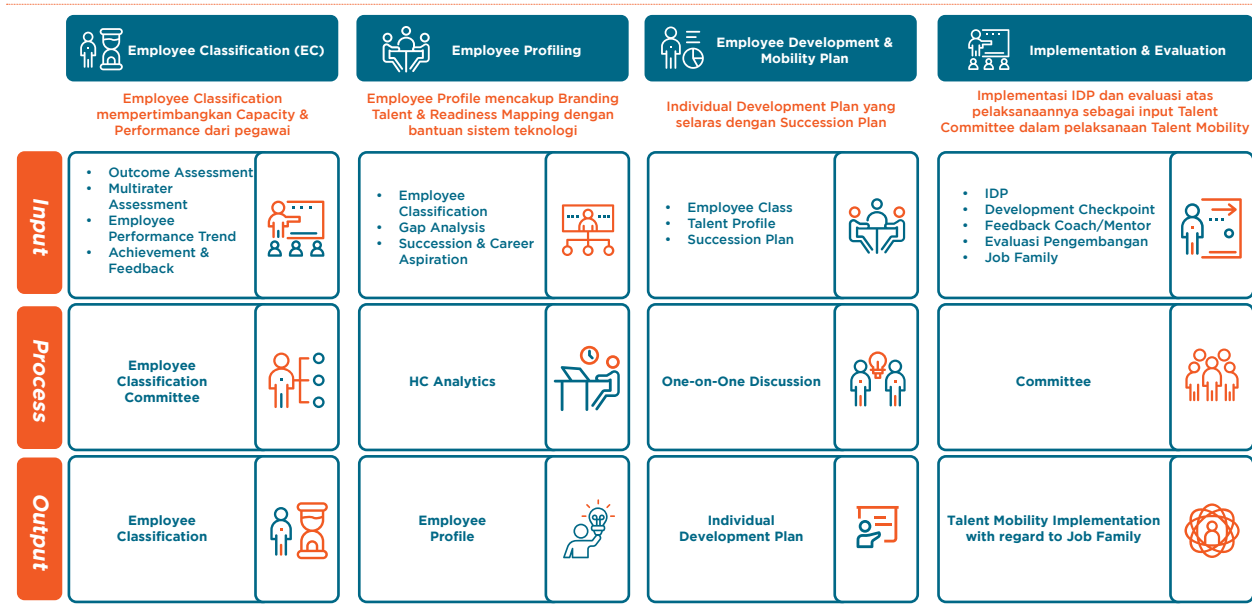 Employee Classification (EC)
Employee Profiling
Employee Development &
Mobility Plan
Implementation & Evaluation
Employee Classification
mempertimbangkan Capacity &
Performance dari pegawai
Employee Profile mencakup Branding
Talent & Readiness Mapping dengan
bantuan sistem teknologi
Individual Development Plan yang
selaras dengan Succession Plan
Implementasi IDP dan evaluasi atas
pelaksanaannya sebagai input Talent
Committee dalam pelaksanaan Talent Mobility
Input
• Outcome Assessment
• Multirater
Assessment
• Employee
Performance Trend
• Achievement &
Feedback
• Employee
Classification
• Gap Analysis
• Succession & Career
Aspiration
• Employee Class
• Talent Profile
• Succession Plan
• IDP
• Development Checkpoint
• Feedback Coach/Mentor
• Evaluasi Pengembangan
• Job Family
Process
Employee
Classification
Committee
HC Analytics
One-on-One Discussion
Committee
Output
Employee
Classification
Employee
Profile
Individual
Development Plan
Talent Mobility Implementation
with regard to Job Family